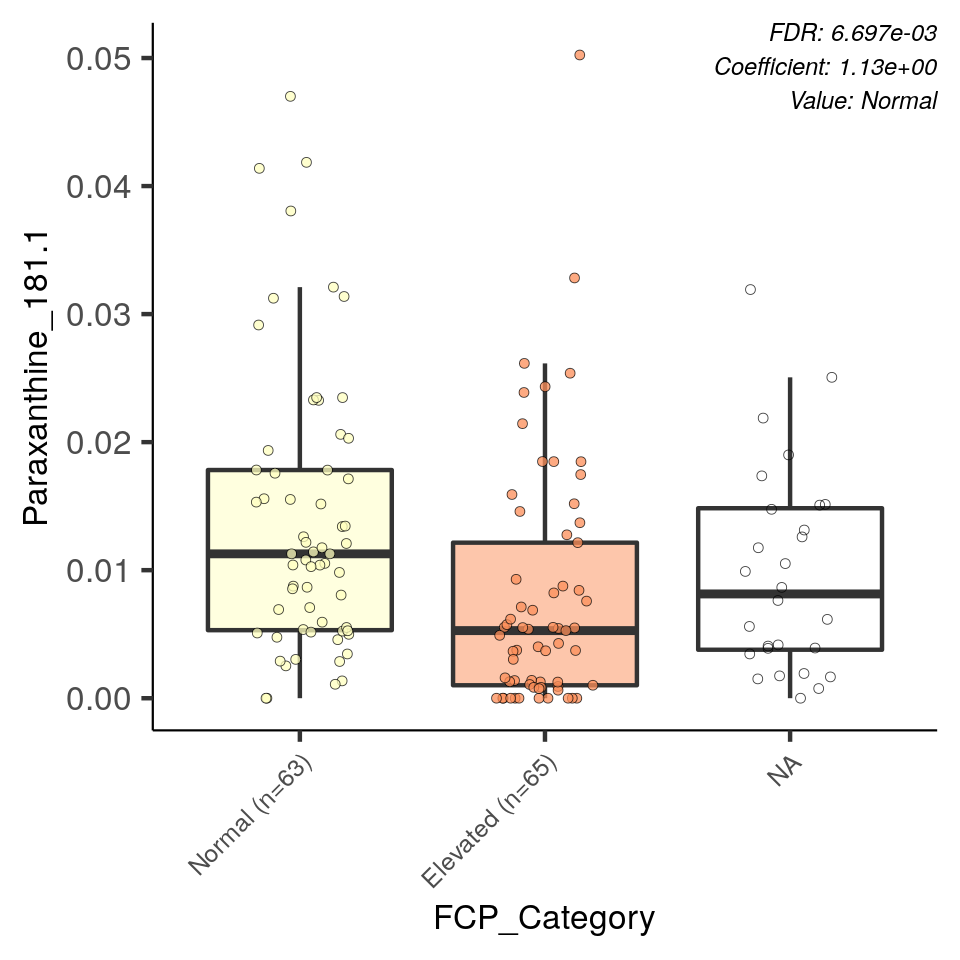 FDR: 6.697e-03
Coefficient: 1.13e+00
Value: Normal
Paraxanthine_181.1
0.05
0.04
0.03
0.02
0.01
0.00
Normal (n=63)
Elevated (n=65)
NA
FCP_Category